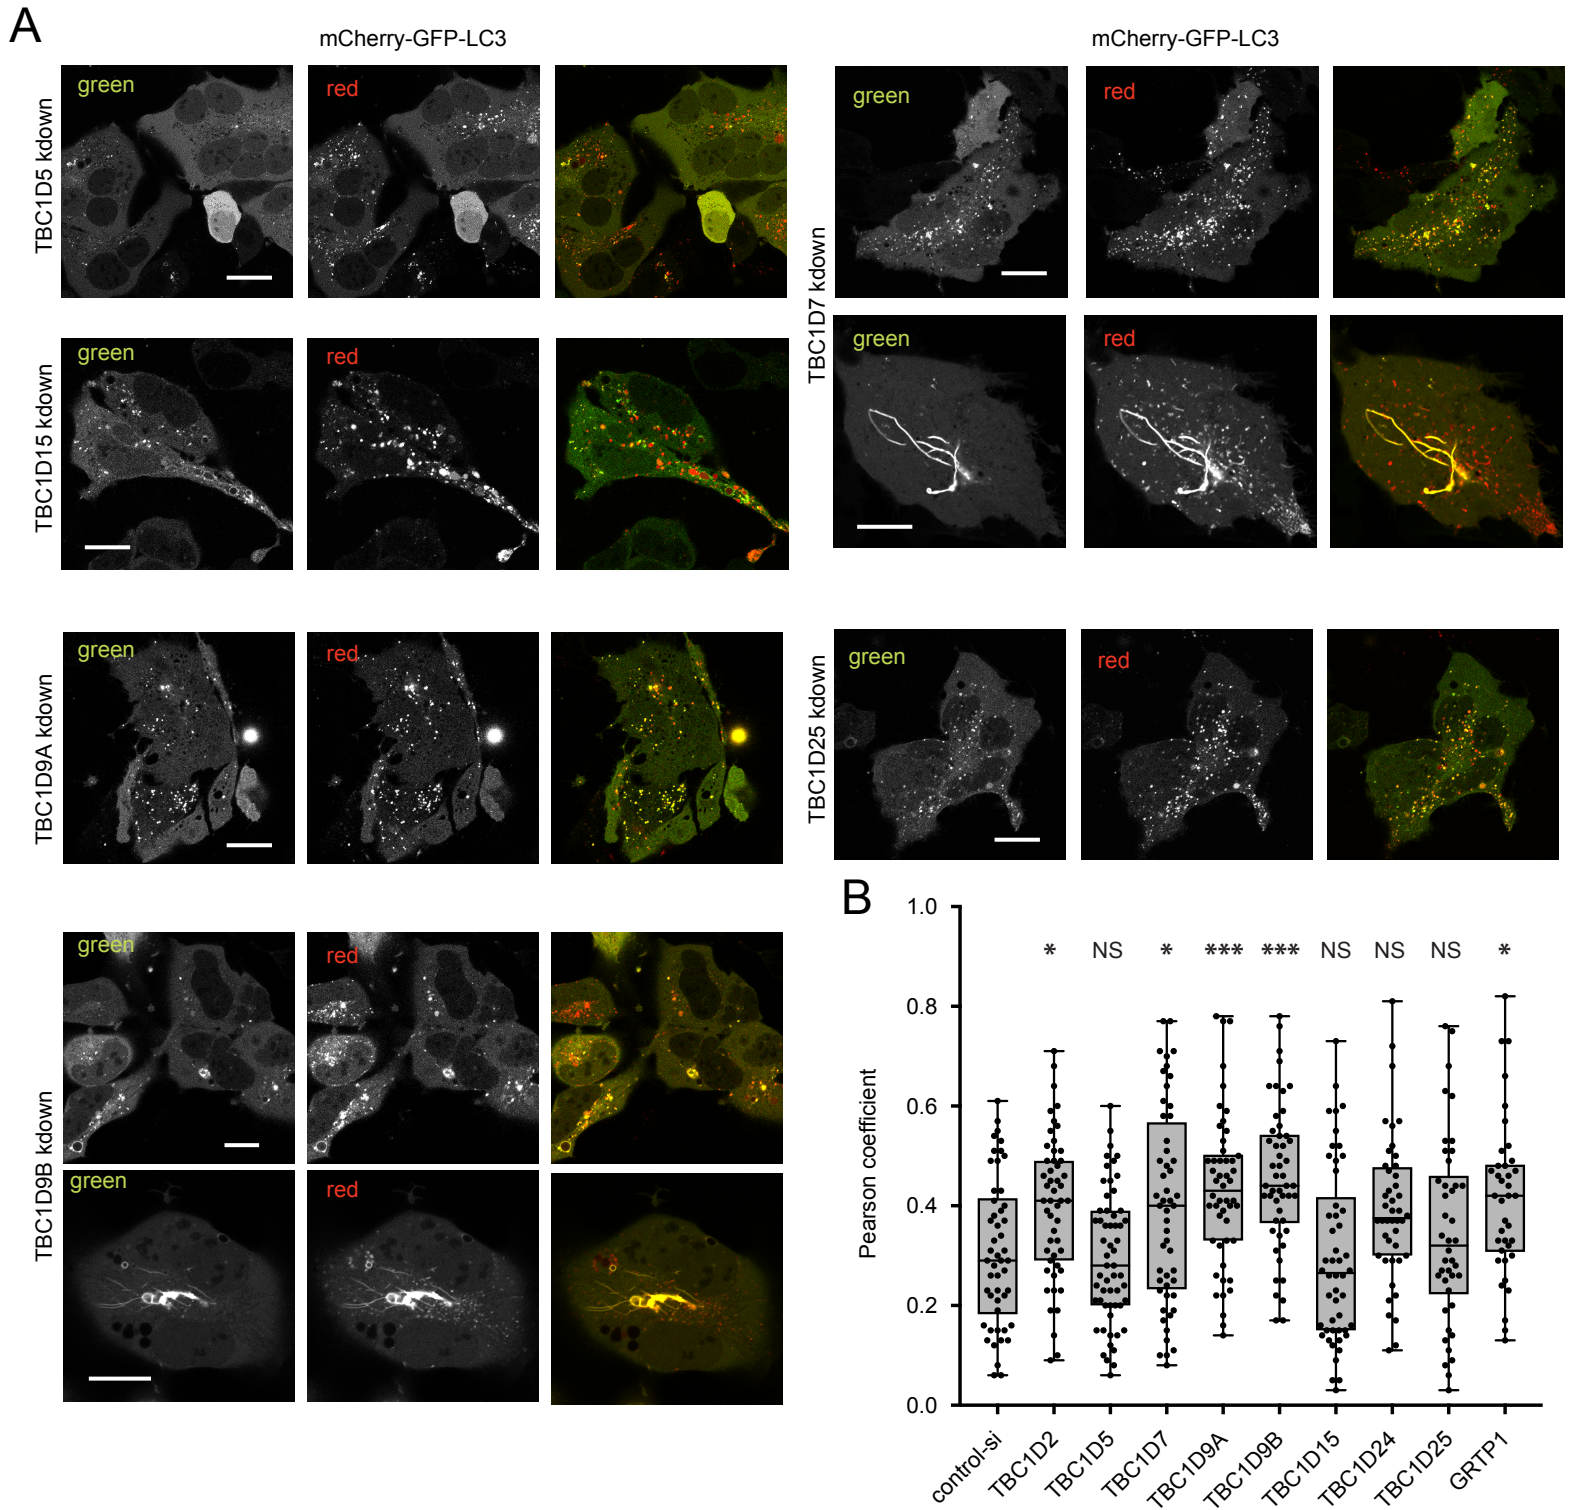 A
mCherry-GFP-LC3
mCherry-GFP-LC3
TBC1D5 kdown
green
red
TBC1D7 kdown
green
red
green
red
TBC1D15 kdown
green
red
TBC1D9A kdown
green
red
TBC1D25 kdown
green
red
TBC1D9B kdown
green
red
green
red
B
* NS * *** *** NS NS NS *
Pearson coefficient
1.0
0.8
0.6
0.4
0.2
0.0
control-si
TBC1D2
TBC1D5
TBC1D7
TBC1D9A
TBC1D9B
TBC1D15
TBC1D24
TBC1D25
GRTP1